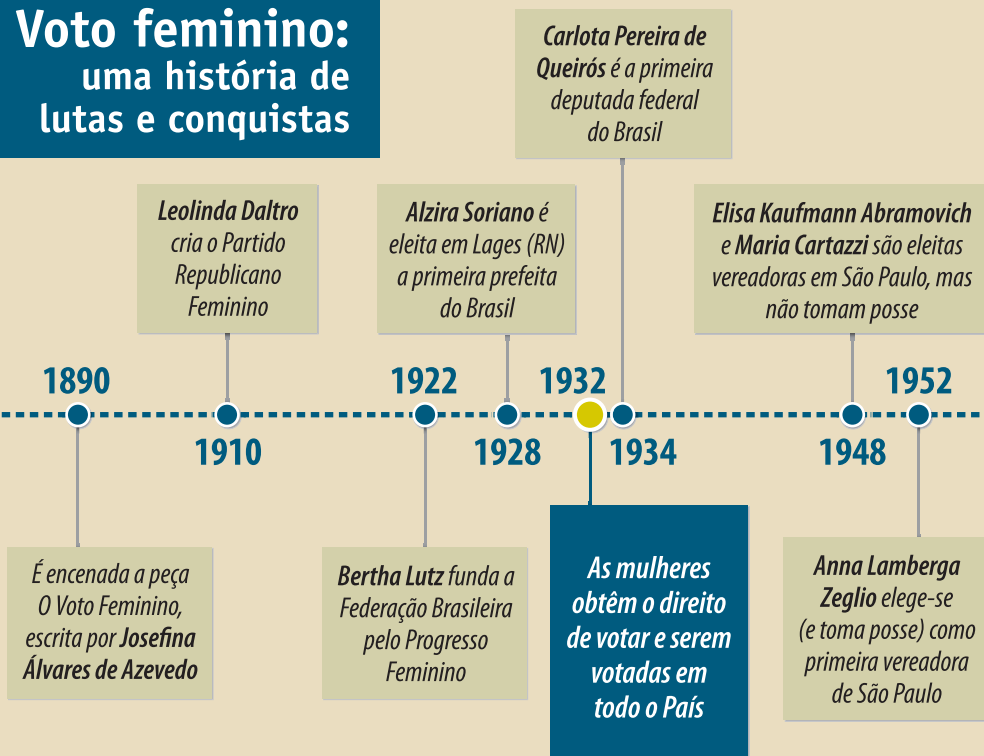 Voto feminino:
uma história de
lutas e conquistas
Carlota Pereira de
Queirós é a primeira
deputada federal
do Brasil
Leolinda Daltro
cria o Partido
Republicano
Feminino
Alzira Soriano é
eleita em Lages (RN)
a primeira prefeita
do Brasil
Elisa Kaufmann Abramovich
e Maria Cartazzi são eleitas
vereadoras em São Paulo, mas
não tomam posse
1890
1922
1932
1952
1910
1928
1934
1948
É encenada a peça
O Voto Feminino,
escrita por Josefina
Álvares de Azevedo
Bertha Lutz funda a
Federação Brasileira
pelo Progresso
Feminino
As mulheres
obtêm o direito
de votar e serem
votadas em
todo o País
Anna Lamberga
Zeglio elege-se
(e toma posse) como
primeira vereadora
de São Paulo